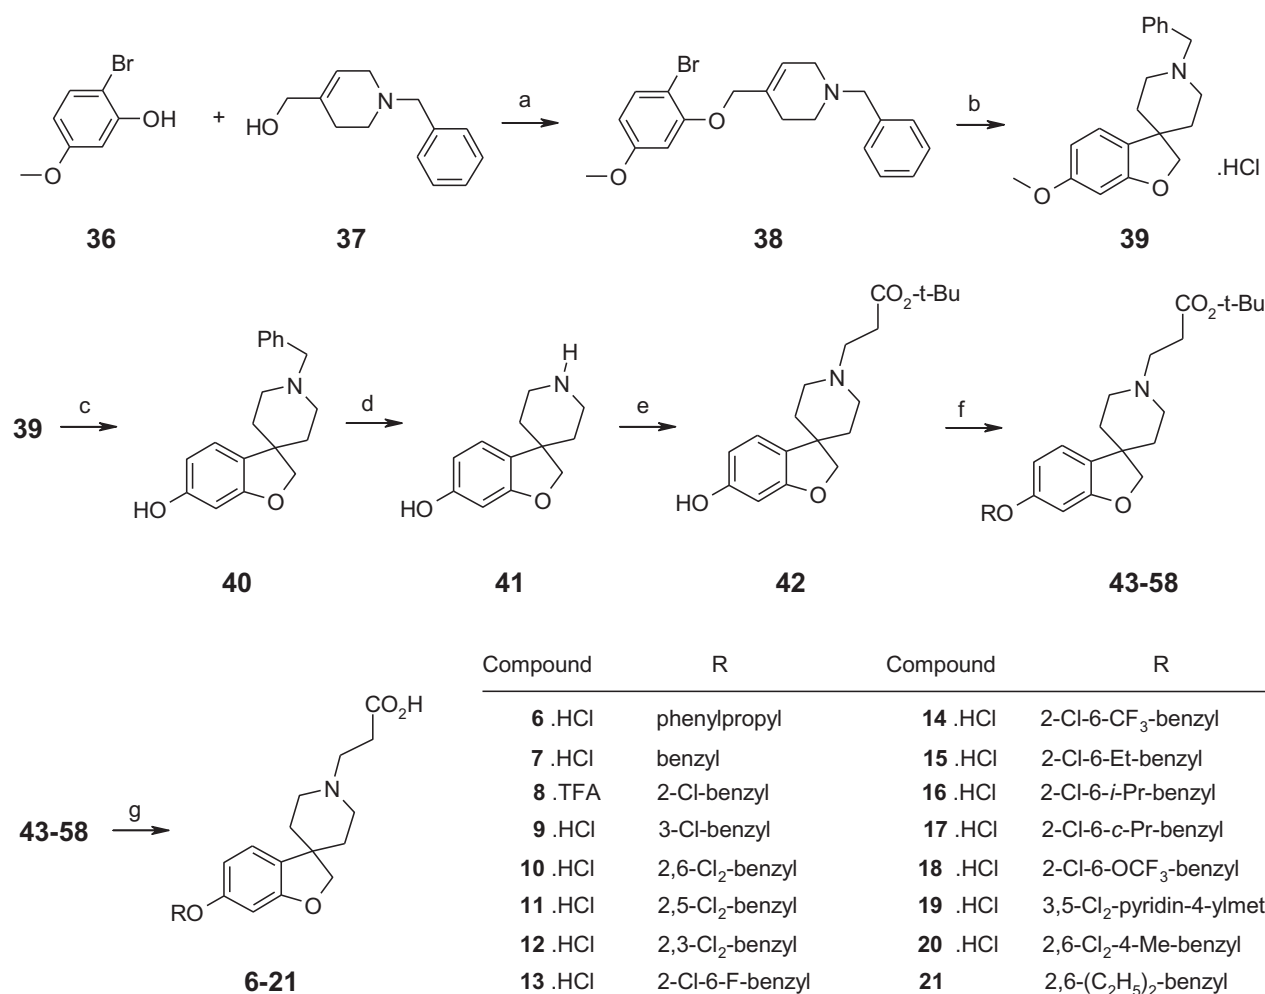 Br
OH
O
+
HO
N
a
Br
O
N
O
b
Ph
N
O
O
.HCl
36
37
38
39
39
c
Ph
N
HO
O
d
H
N
HO
O
e
CO2-t-Bu
N
HO
O
f
CO2-t-Bu
N
RO
O
40
41
42
43-58
43-58
g
CO2H
N
RO
O
6-21
Compound R Compound R
6 .HCl phenylpropyl 14 .HCl 2-Cl-6-CF3-benzyl
7 .HCl benzyl 15 .HCl 2-Cl-6-Et-benzyl
8 .TFA 2-Cl-benzyl 16 .HCl 2-Cl-6-i-Pr-benzyl
9 .HCl 3-Cl-benzyl 17 .HCl 2-Cl-6-c-Pr-benzyl
10 .HCl 2,6-Cl2-benzyl 18 .HCl 2-Cl-6-OCF3-benzyl
11 .HCl 2,5-Cl2-benzyl 19 .HCl 3,5-Cl2-pyridin-4-ylmet
12 .HCl 2,3-Cl2-benzyl 20 .HCl 2,6-Cl2-4-Me-benzyl
13 .HCl 2-Cl-6-F-benzyl 21 2,6-(C2H5)2-benzyl